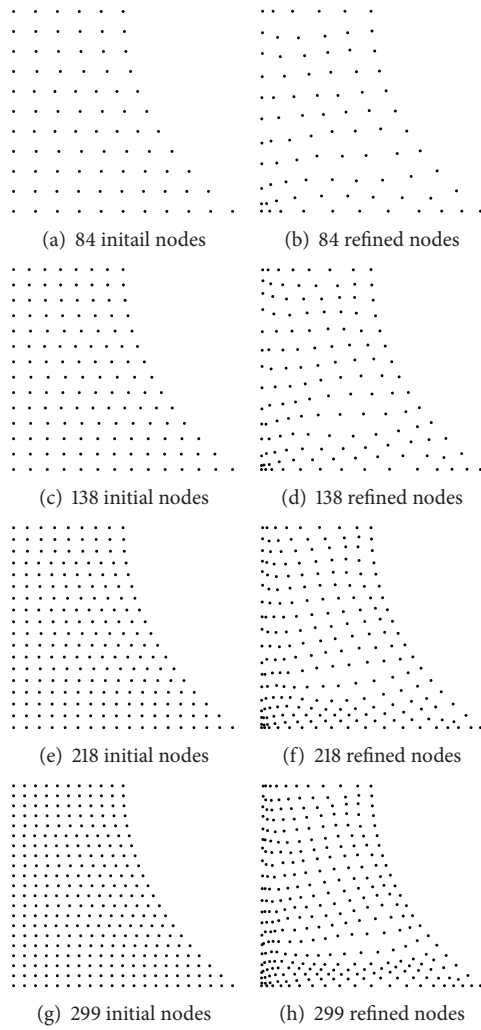 (a) 84 initail nodes
(b) 84 refined nodes
(c) 138 initial nodes
(d) 138 refined nodes
(e) 218 initial nodes
(f) 218 refined nodes
(g) 299 initial nodes
(h) 299 refined nodes